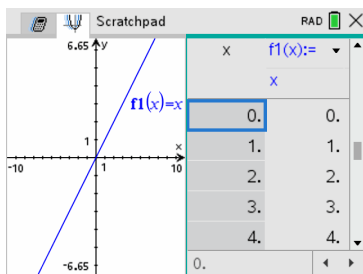 Scratchpad RAD
6.65 y
f1(x)=x
1
x
-10 1 10
-6.65
x f1(x):=
x
0. 0.
1. 1.
2. 2.
3. 3.
4. 4.
0.